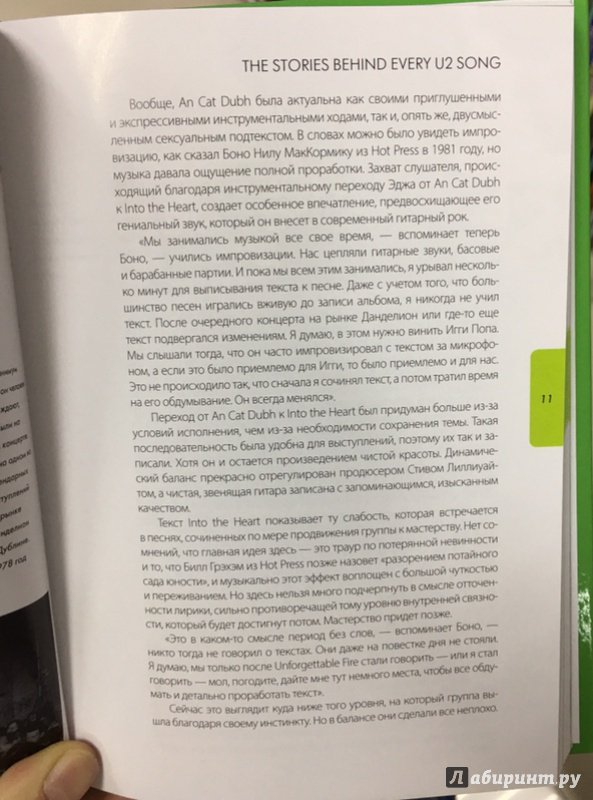 THE STORIES BEHIND EVERY U2 SONG
Вообще, An Cat Dubh была актуальна как своими приглушенными
и экспрессивными инструментальными ходами, так и, опять же, двусмыс-
ленным сексуальным подтекстом. В словах можно было увидеть импро-
визацию, как сказал Боно Нилу МакКормику из Hot Press в 1981 году, но
музыка давала ощущение полной проработки. Захват слушателя, проис-
ходящий благодаря инструментальному переходу Эджа от An Cat Dubh
к Into the Heart, создает особенное впечатление, предвосхищающее его
гениальный звук, который он внесет в современный гитарный рок.
«Мы занимались музыкой все свое время, — вспоминает теперь
Боно, — учились импровизации. Нас цепляли гитарные звуки, басовые
и барабанные партии. И пока мы всем этим занимались, я урывал несколь-
ко минут для выписывания текста к песне. Даже с учетом того, что боль-
шинство песен игрались вживую до записи альбома, я никогда не учил
текст. После очередного концерта на рынке Данделион или где-то еще
текст подвергался изменениям. Я думаю, в этом нужно винить Игги Попа.
Мы слышали тогда, что он часто импровизировал с текстом за микрофо-
ном, а если это было приемлемо для Игги, то было приемлемо и для нас.
Это не происходило так, что сначала я сочинял текст, а потом тратил время
на его обдумывание. Он всегда менялся».
Переход от An Cat Dubh к Into the Heart был придуман больше из-за
условий исполнения, чем из-за необходимости сохранения темы. Такая
последовательность была удобна для выступлений, поэтому их так и за-
писали. Хотя он и остается произведением чистой красоты. Динамиче-
ский баланс прекрасно отрегулирован продюсером Стивом Лиллиуай-
том, а чистая, звенящая гитара записана с запоминающимся, изысканным
качеством.
Текст Into the Heart показывает ту слабость, которая встречается
в песнях, сочиненных по мере продвижения группы к мастерству. Нет со-
мнений, что главная идея здесь — это траур по потерянной невинности
и то, что Билл Грэхэм из Hot Press позже назовет «разорением потайного
сада юности», и музыкально этот эффект воплощен с большой чуткостью
и переживанием. Но здесь нельзя много подчерпнуть в смысле отточен-
ности лирики, сильно противоречащей тому уровню внутренней связно-
сти, который будет достигнут потом. Мастерство придет позже.
«Это в каком-то смысле период без слов, — вспоминает Боно, —
никто тогда не говорил о текстах. Они даже на повестке дня не стояли.
Я думаю, мы только после Unforgettable Fire стали говорить — или я стал
говорить — мол, погодите, дайте мне тут немного места, чтобы все обду-
мать и детально проработать текст».
Сейчас это выглядит куда ниже того уровня, на который группа вы-
шла благодаря своему инстинкту. Но в балансе они сделали все неплохо.
11
он человек
концерте
но одном из
ступлений
рынке
Дублине.
978 год
Лабиринт.ру